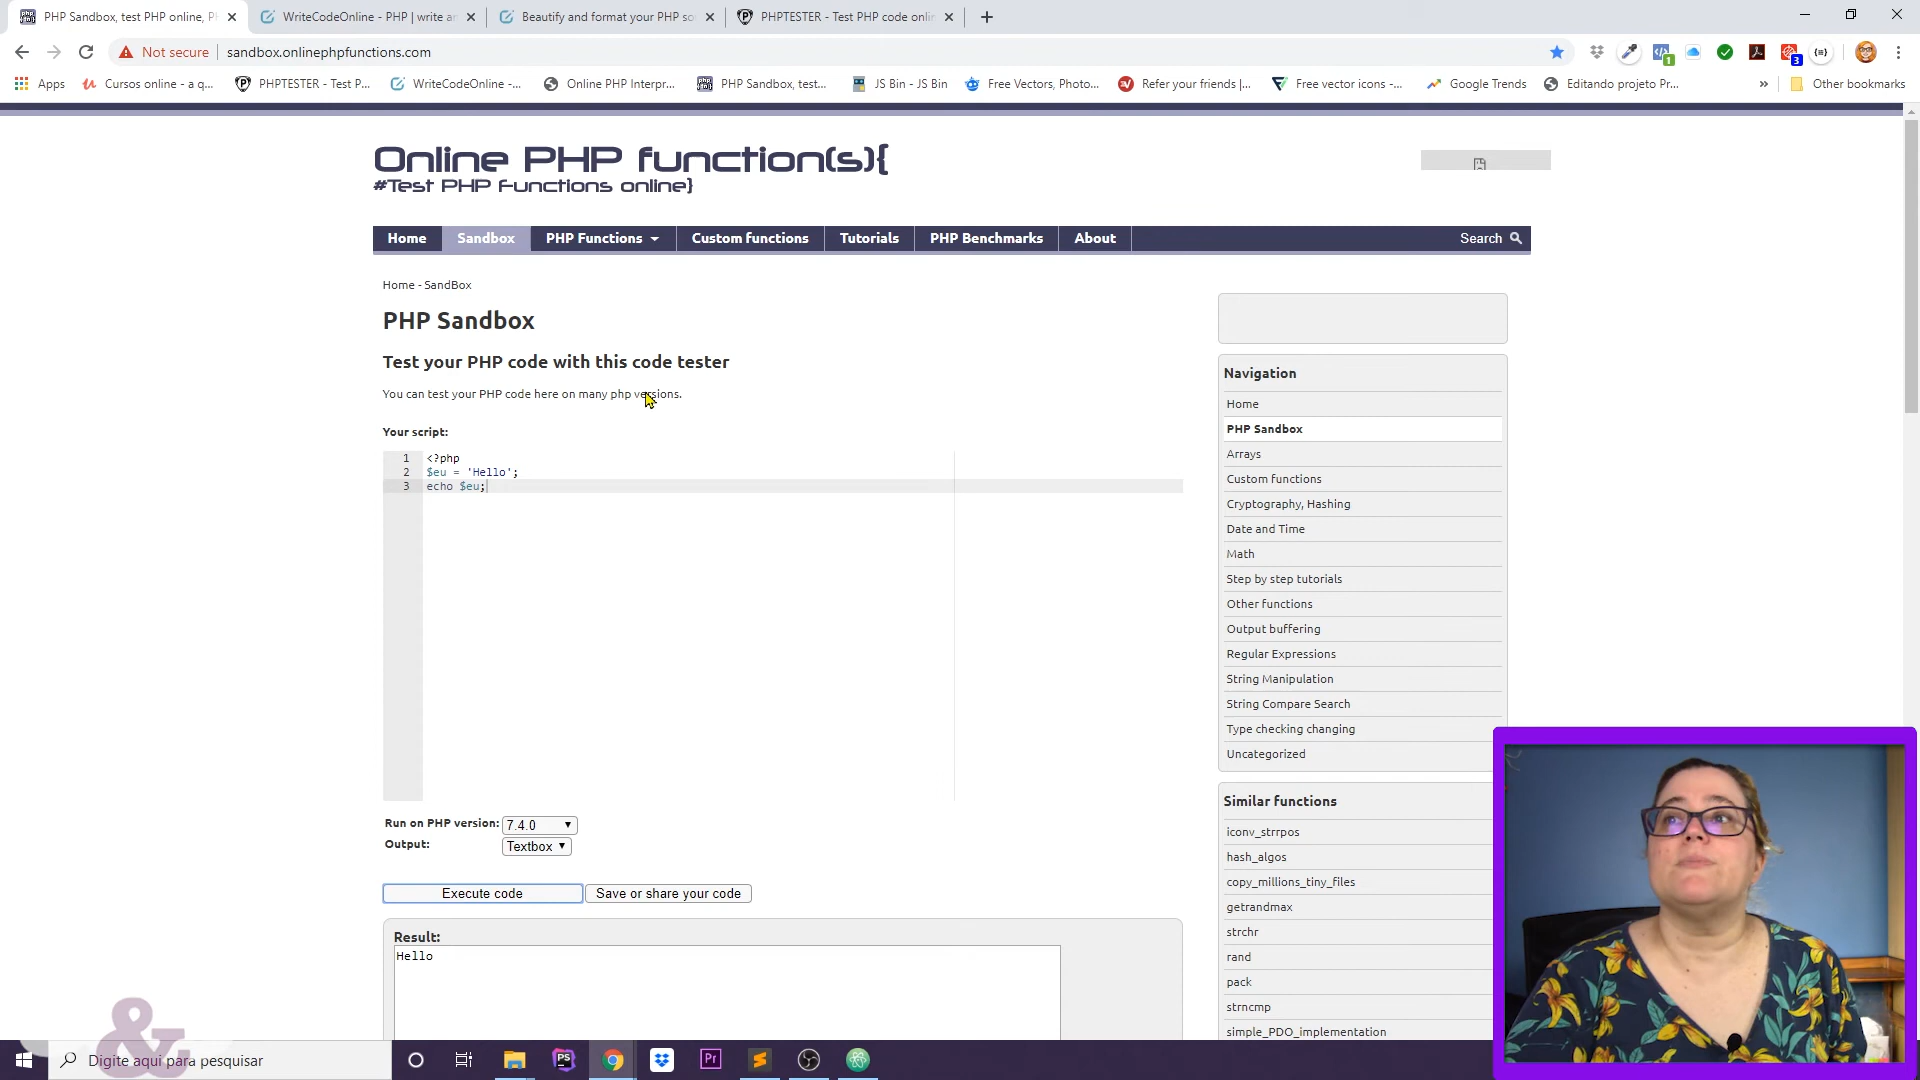 PHP Sandbox, test PHP online, P
WriteCodeOnline - PHP | write an
Beautify and format your PHP so
PHPTESTER - Test PHP code onlin
Not secure
sandbox.onlinephpfunctions.com
1
3
Apps
Cursos online - a q...
PHPTESTER - Test P...
WriteCodeOnline -...
Online PHP Interpr...
PHP Sandbox, test...
JS Bin - JS Bin
Free Vectors, Photo...
Refer your friends |...
Free vector icons -...
Google Trends
Editando projeto Pr...
»
Other bookmarks
Online PHP function(s){
#Test PHP Functions online}
Home
Sandbox
PHP Functions
Custom functions
Tutorials
PHP Benchmarks
About
Search
Home - SandBox
PHP Sandbox
Test your PHP code with this code tester
You can test your PHP code here on many php versions.
Your script:
1 <?php
2 $eu = 'Hello';
3 echo $eu;
Run on PHP version: 7.4.0
Output: Textbox
Execute code
Save or share your code
Result:
Hello
Navigation
Home
PHP Sandbox
Arrays
Custom functions
Cryptography, Hashing
Date and Time
Math
Step by step tutorials
Other functions
Output buffering
Regular Expressions
String Manipulation
String Compare Search
Type checking changing
Uncategorized
Similar functions
iconv_strrpos
hash_algos
copy_millions_tiny_files
getrandmax
strchr
rand
pack
strncmp
simple_PDO_implementation
&
Digite aqui para pesquisar
PS
Pr